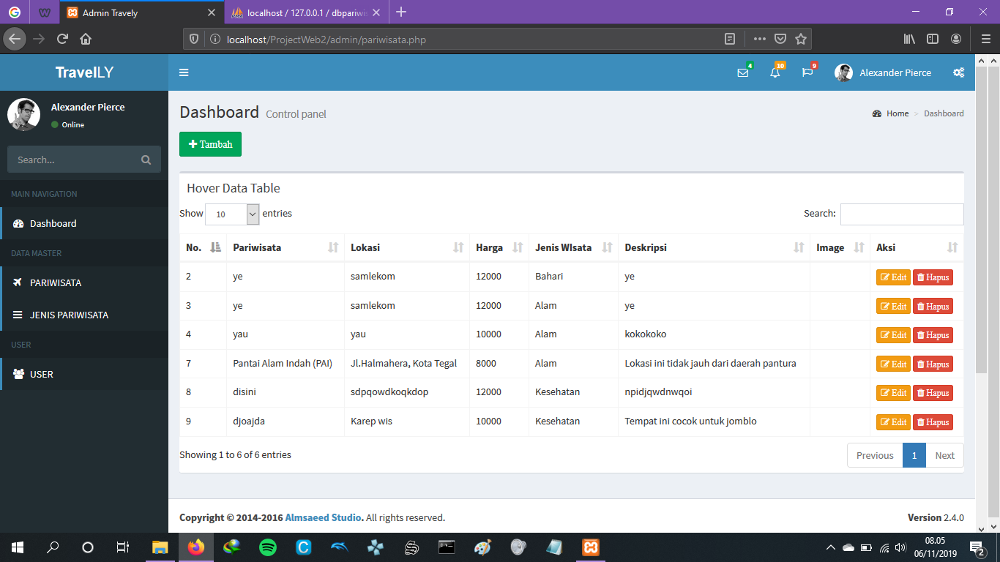 Admin Travely
localhost / 127.0.0.1 / dbpariwis
localhost/ProjectWeb2/admin/pariwisata.php
TravelLY
4
10
9
Alexander Pierce
Alexander Pierce
Online
Search...
MAIN NAVIGATION
Dashboard
DATA MASTER
PARIWISATA
JENIS PARIWISATA
USER
USER
Dashboard Control panel
Home > Dashboard
Tambah
Hover Data Table
Show 10 entries
Search:
No. Pariwisata Lokasi Harga Jenis WIsata Deskripsi Image Aksi
2 ye samlekom 12000 Bahari ye Edit Hapus
3 ye samlekom 12000 Alam ye Edit Hapus
4 yau yau 10000 Alam kokokoko Edit Hapus
7 Pantai Alam Indah (PAI) Jl.Halmahera, Kota Tegal 8000 Alam Lokasi ini tidak jauh dari daerah pantura Edit Hapus
8 disini sdpqowdkoqkdop 12000 Kesehatan npidjqwdnwqoi Edit Hapus
9 djoajda Karep wis 10000 Kesehatan Tempat ini cocok untuk jomblo Edit Hapus
Showing 1 to 6 of 6 entries
Previous 1 Next
Copyright © 2014-2016 Almsaeed Studio. All rights reserved.
Version 2.4.0
08.05
06/11/2019
2